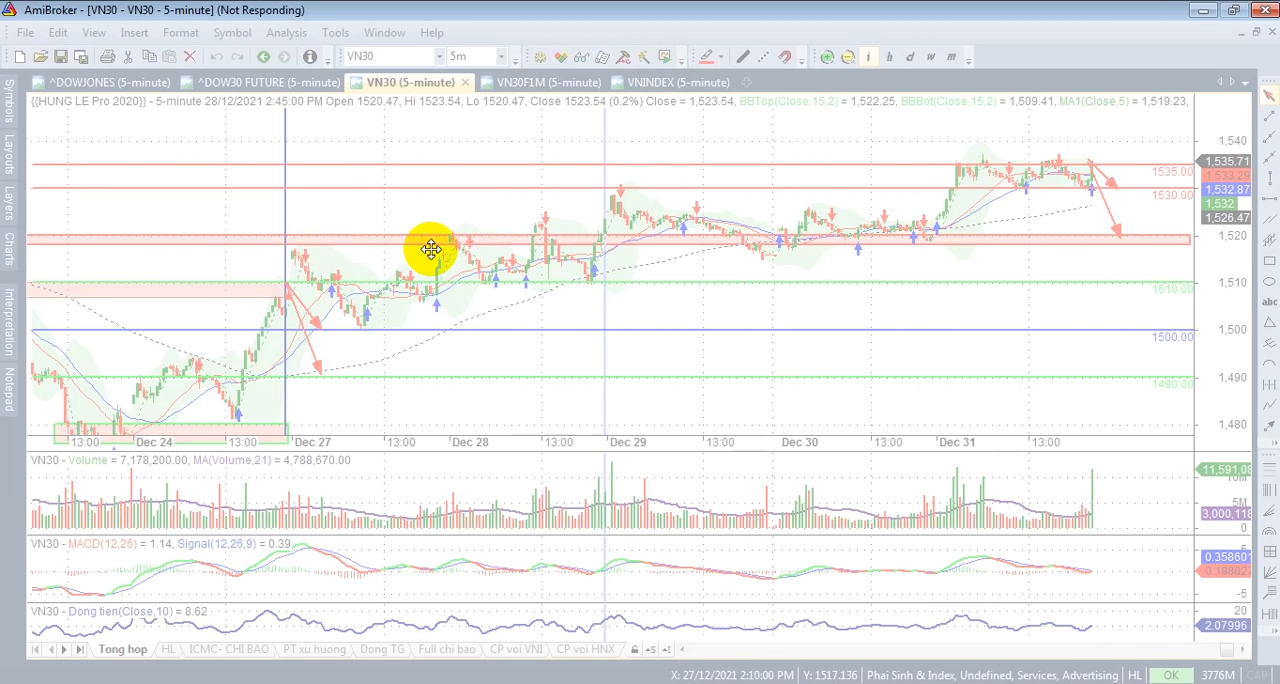 AmiBroker - [VN30 - VN30 - 5-minute] (Not Responding)
File Edit View Insert Format Symbol Analysis Tools Window Help
VN30 5m i h d w m
^DOWJONES (5-minute) ^DOW30 FUTURE (5-minute) VN30 (5-minute) VN30F1M (5-minute) VNINDEX (5-minute)
{{HUNG LE Pro 2020}} - 5-minute 28/12/2021 2:45:00 PM Open 1520.47, Hi 1523.54, Lo 1520.47, Close 1523.54 (0.2%) Close = 1,523.54, BBTop(Close,15,2) = 1,522.25, BBBot(Close,15,2) = 1,509.41, MA1(Close,5) = 1,519.23,
Symbols
Layouts
Layers
Charts
Interpretation
Notepad
abc
1,540
1,535.71
1535.00
1,533.29
1,532.87
1530.00
1,532
1,526.47
1,520
1,510
1510.00
1,500
1500.00
1,490
1490.00
1,480
13:00 Dec 24 13:00 Dec 27 13:00 Dec 28 13:00 Dec 29 13:00 Dec 30 13:00 Dec 31 13:00
VN30 - Volume = 7,178,200.00, MA(Volume,21) = 4,788,670.00
11,591,08
10M
5M
3,000,118
0
VN30 - MACD(12,26) = 1.14, Signal(12,26,9) = 0.39
5
0.358601
0.188027
-5
VN30 - Dong tien(Close,10) = 8.62
20
2.07996
Tong hop HL ICMC- CHI BAO PT xu huong Dong TG Full chi bao CP voi VNI CP voi HNX
X: 27/12/2021 2:10:00 PM Y: 1517.136 Phai Sinh & Index, Undefined, Services, Advertising HL OK 3776M CAP